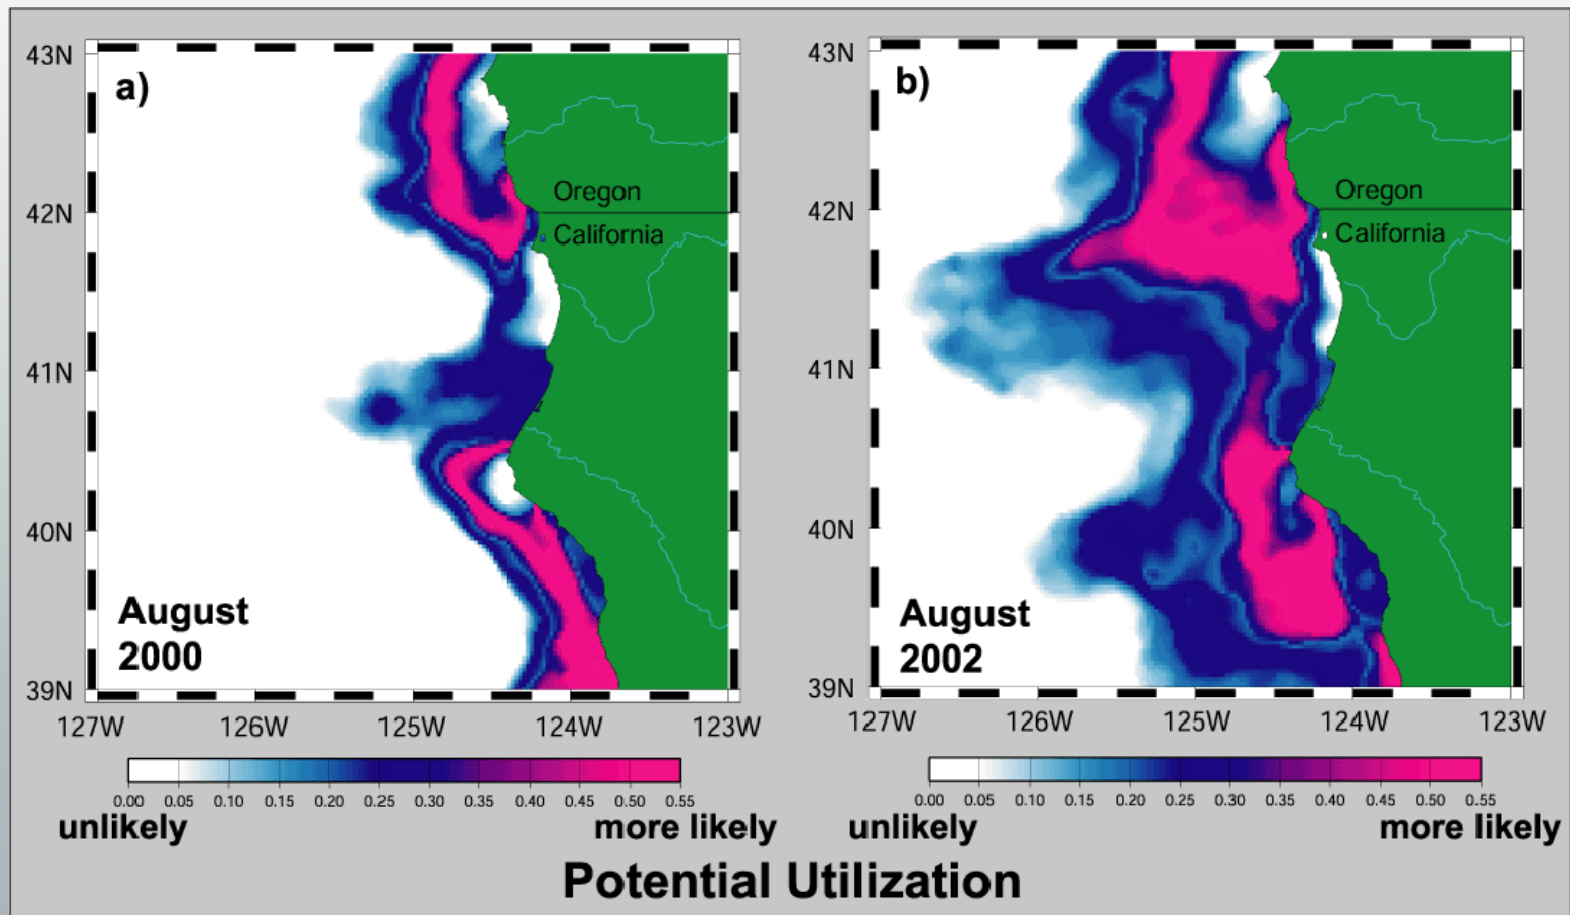 a)
43N
42N
41N
40N
39N
Oregon
California
August
2000
127W 126W 125W 124W 123W
0.00 0.05 0.10 0.15 0.20 0.25 0.30 0.35 0.40 0.45 0.50 0.55
unlikely more likely
b)
43N
42N
41N
40N
39N
Oregon
California
August
2002
127W 126W 125W 124W 123W
0.00 0.05 0.10 0.15 0.20 0.25 0.30 0.35 0.40 0.45 0.50 0.55
unlikely more likely
Potential Utilization